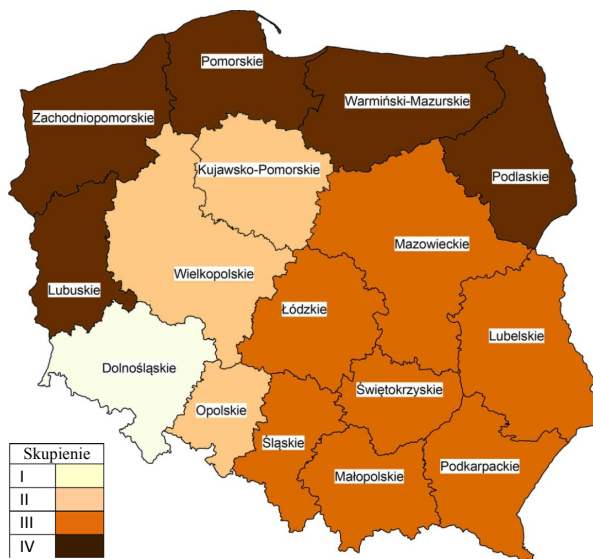 Pomorskie
Warmiński-Mazurskie
Zachodniopomorskie
Kujawsko-Pomorskie
Podlaskie
Mazowieckie
Wielkopolskie
Lubuskie
Łódzkie
Lubelskie
Dolnośląskie
Świętokrzyskie
Opolskie
Śląskie
Podkarpackie
Małopolskie
Skupienie
I
II
III
IV